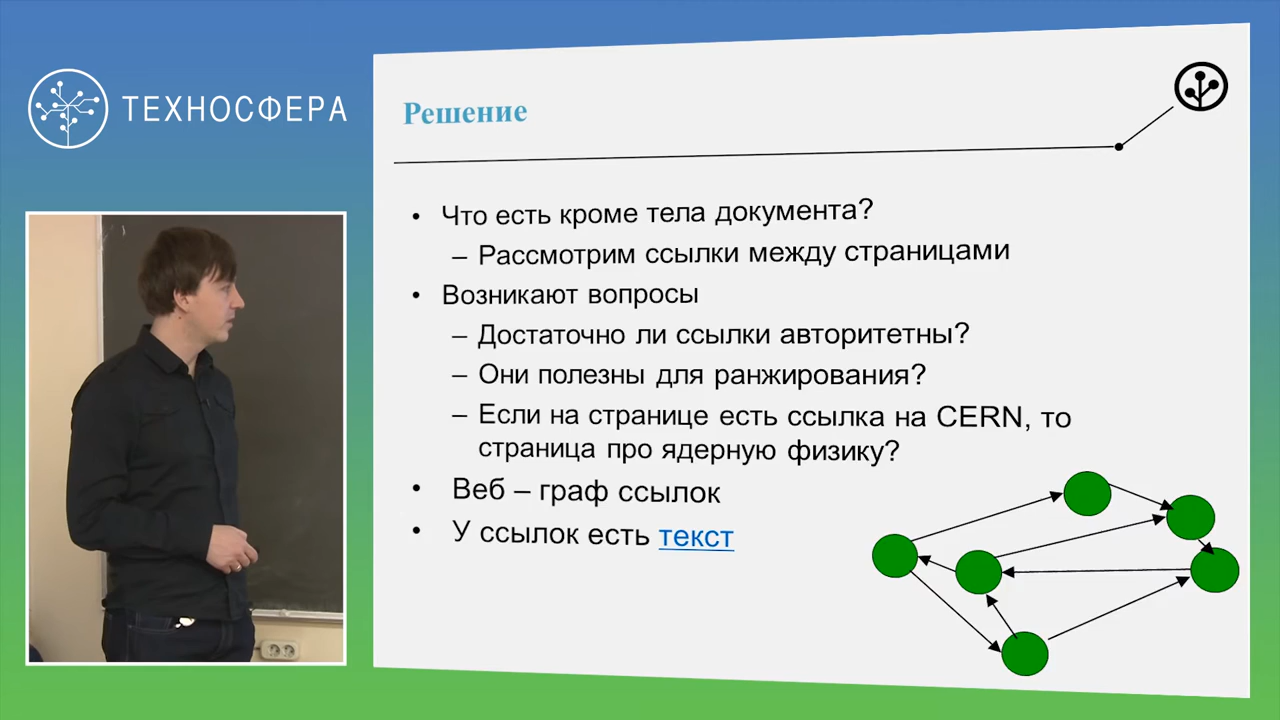 ТЕХНОСФЕРА
Решение
• Что есть кроме тела документа?
– Рассмотрим ссылки между страницами
• Возникают вопросы
– Достаточно ли ссылки авторитетны?
– Они полезны для ранжирования?
– Если на странице есть ссылка на CERN, то
страница про ядерную физику?
• Веб – граф ссылок
• У ссылок есть текст